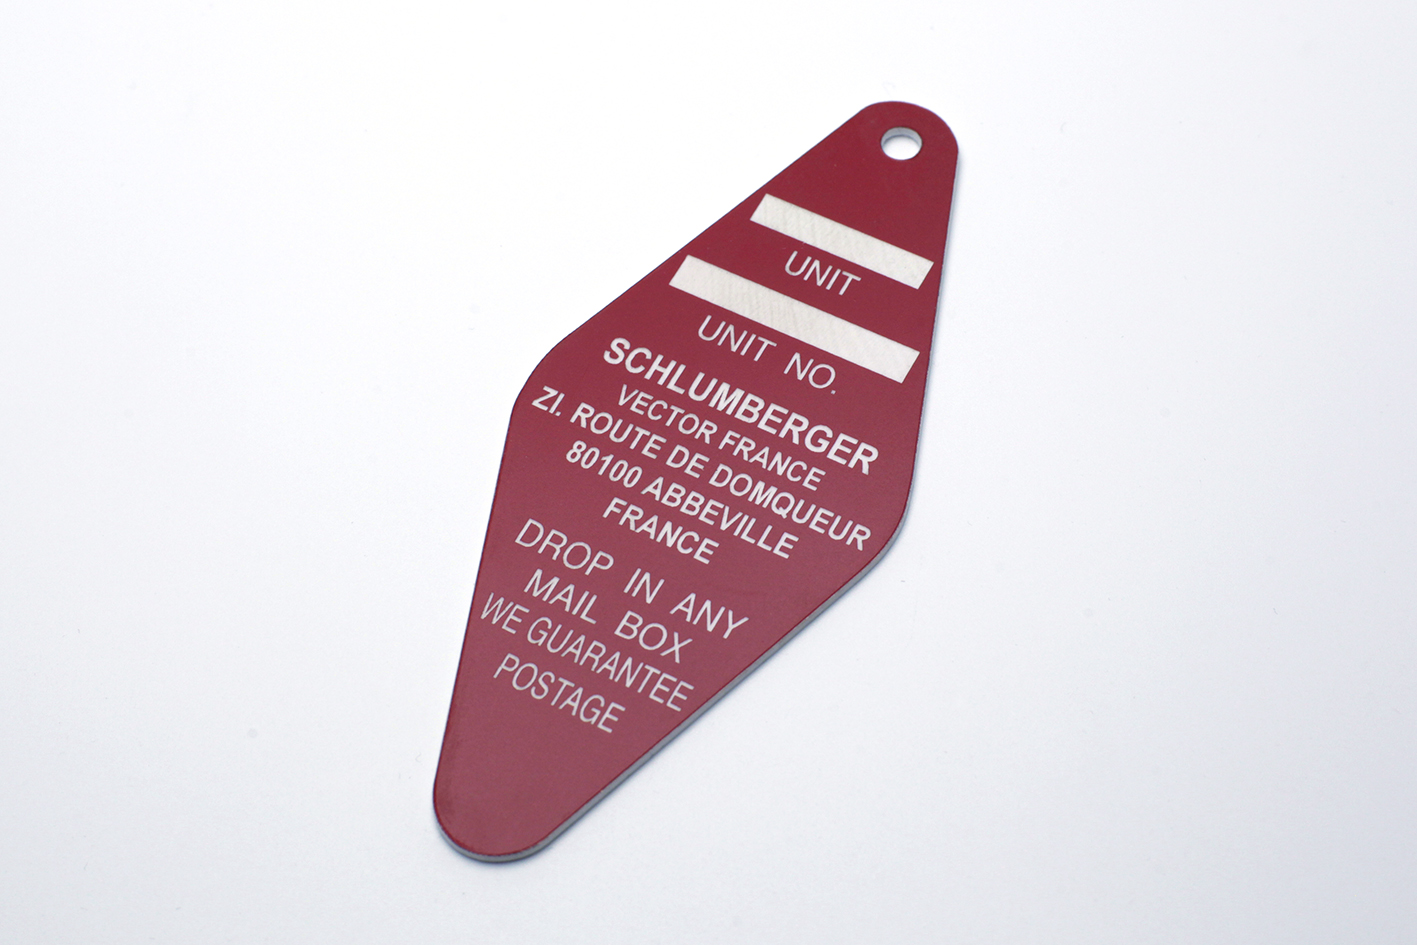 UNIT
UNIT NO.
SCHLUMBERGER
VECTOR FRANCE
ZI. ROUTE DE DOMQUEUR
80100 ABBEVILLE
FRANCE
DROP IN ANY
MAIL BOX
WE GUARANTEE
POSTAGE